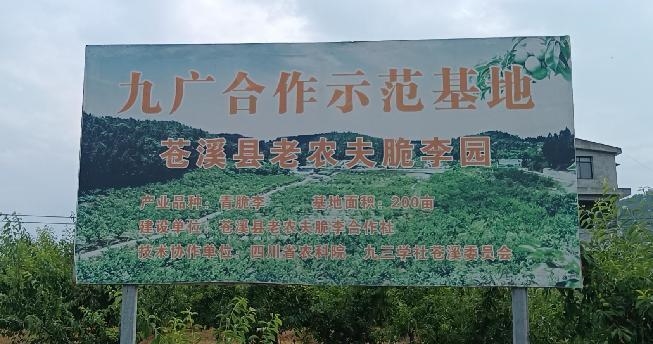 九广合作示范基地
苍溪县老农夫脆李园
产业品种：青脆李 基地面积：200亩
建设单位：苍溪县老农夫脆李合作社
技术协作单位：四川省农科院 九三学社苍溪委员会